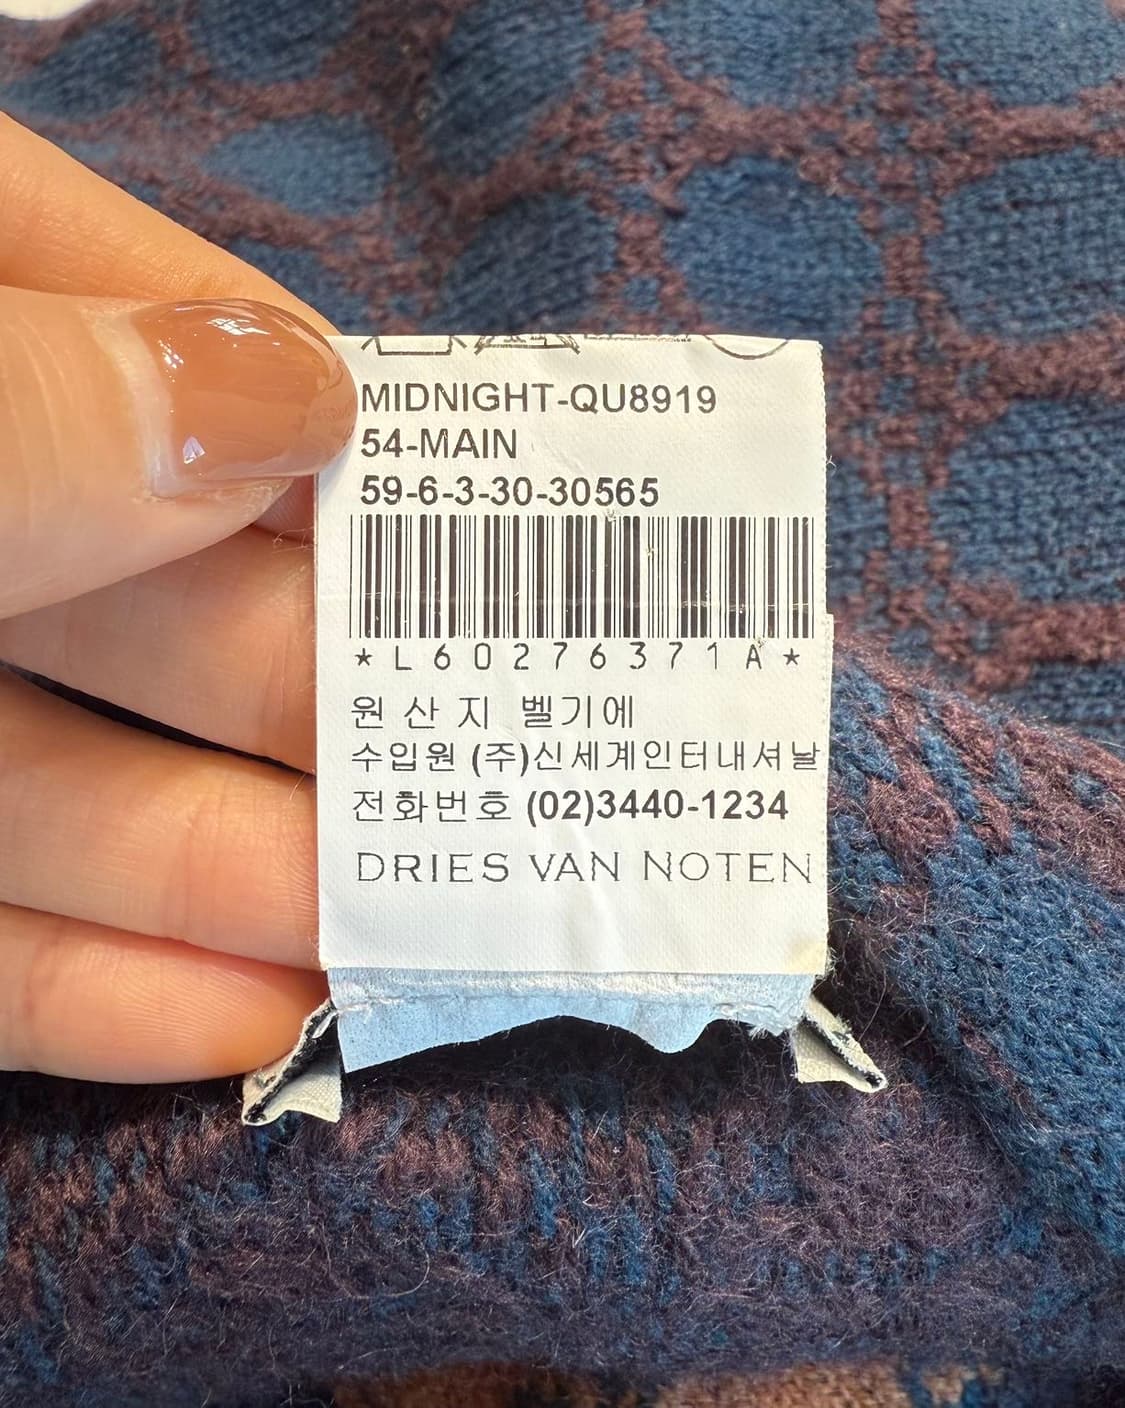 MIDNIGHT-QU8919
54-MAIN
59-6-3-30-30565
*L60276371A*
원산지 벨기에
수입원 (주)신세계인터내셔날
전화번호 (02)3440-1234
DRIES VAN NOTEN